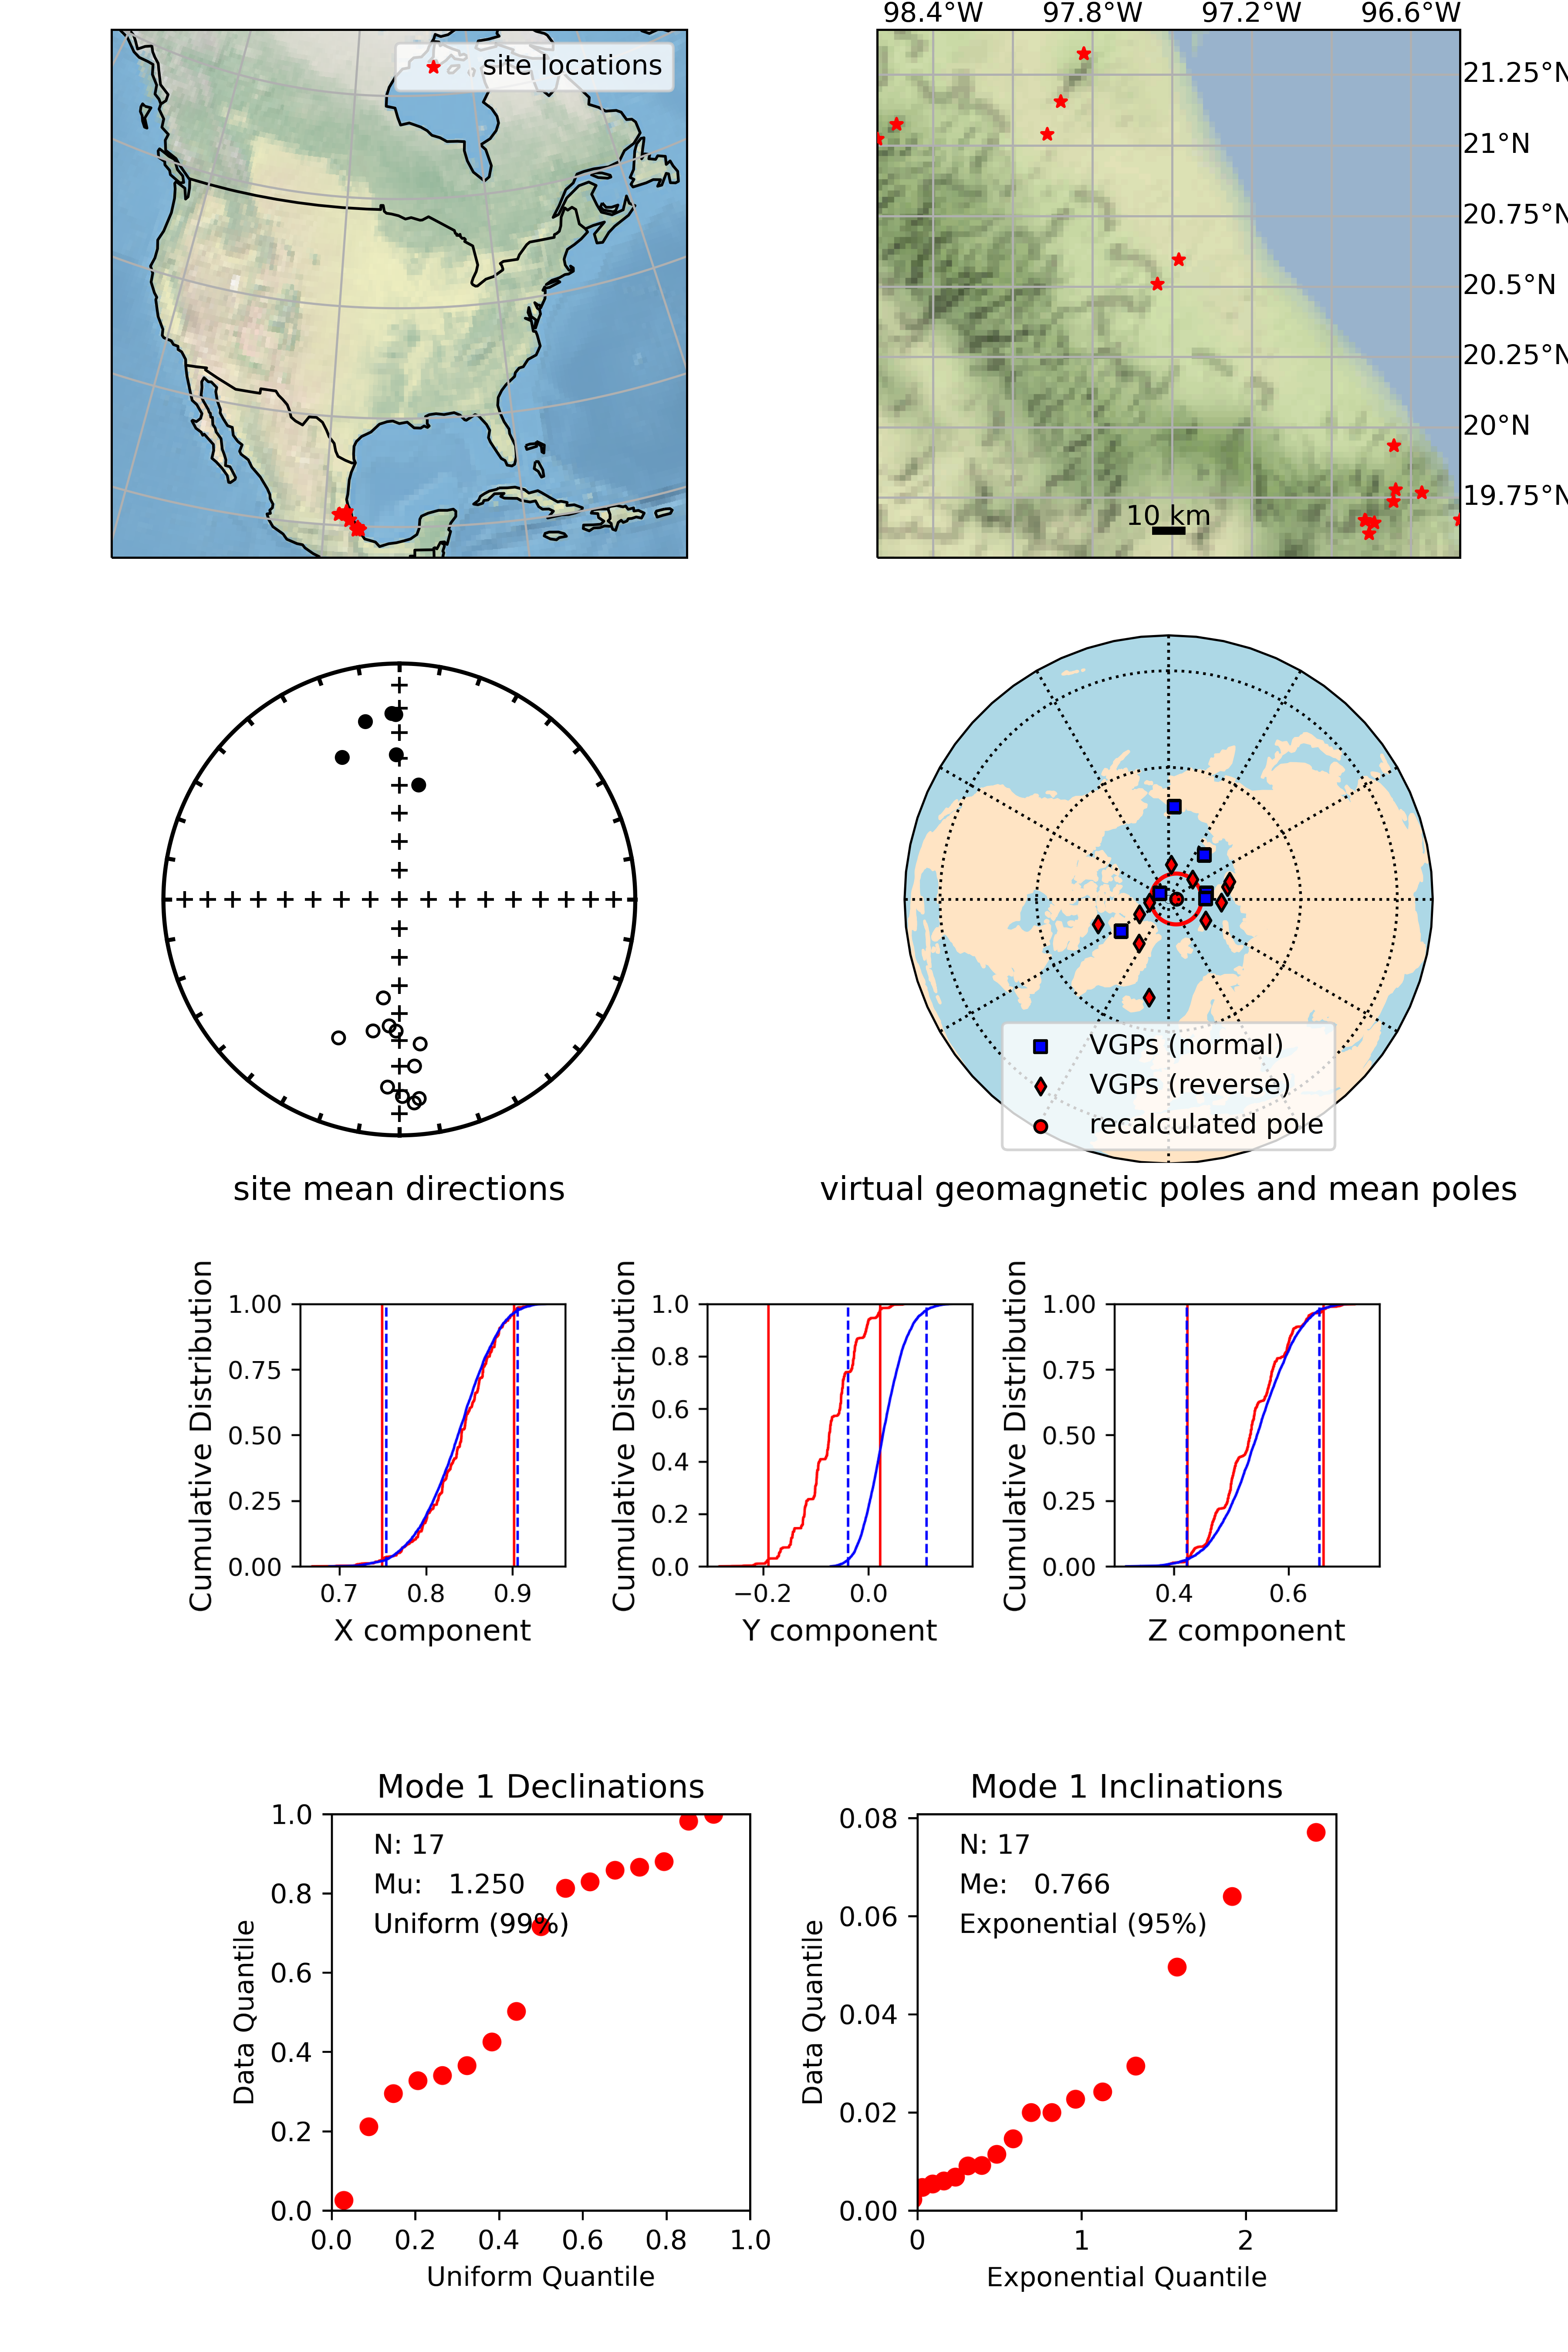 98.4°W 97.8°W 97.2°W 96.6°W
site locations
21.25°N
21°N
20.75°N
20.5°N
20.25°N
20°N
19.75°N
10 km
VGPs (normal)
VGPs (reverse)
recalculated pole
site mean directions
virtual geomagnetic poles and mean poles
Cumulative Distribution
1.00
0.75
0.50
0.25
0.00
0.7 0.8 0.9
X component
Cumulative Distribution
1.0
0.8
0.6
0.4
0.2
0.0
−0.2 0.0
Y component
Cumulative Distribution
1.00
0.75
0.50
0.25
0.00
0.4 0.6
Z component
Mode 1 Declinations
N: 17
Mu: 1.250
Uniform (99%)
Data Quantile
1.0
0.8
0.6
0.4
0.2
0.0
0.0 0.2 0.4 0.6 0.8 1.0
Uniform Quantile
Mode 1 Inclinations
N: 17
Me: 0.766
Exponential (95%)
Data Quantile
0.08
0.06
0.04
0.02
0.00
0 1 2
Exponential Quantile